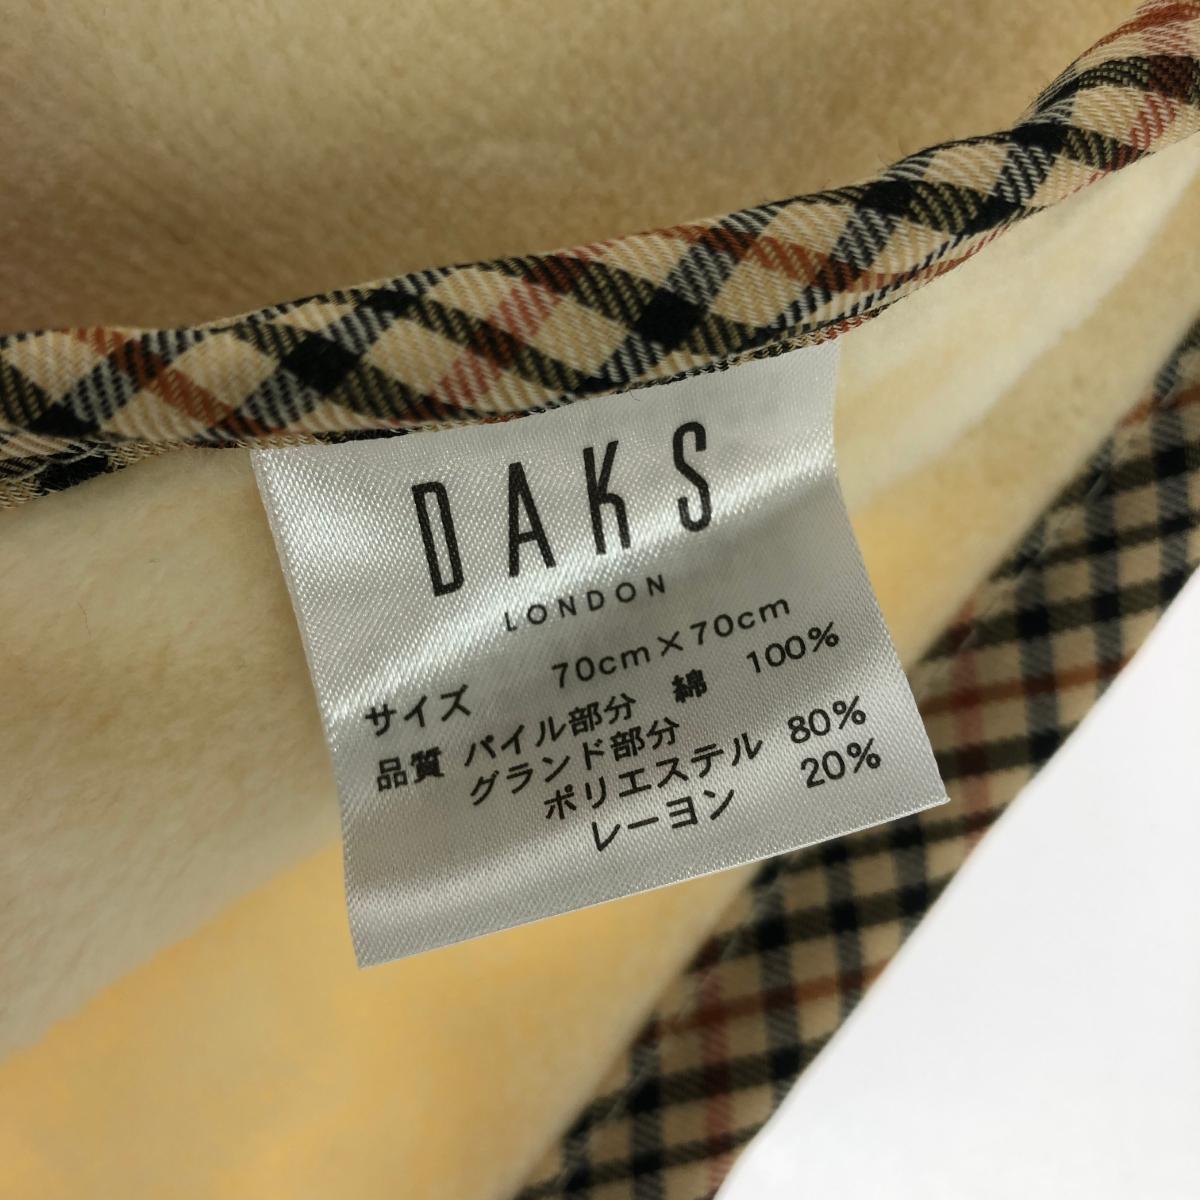 DAKS
LONDON
サイズ 70cm×70cm
品質 パイル部分 綿 100%
グランド部分
ポリエステル 80%
レーヨン 20%